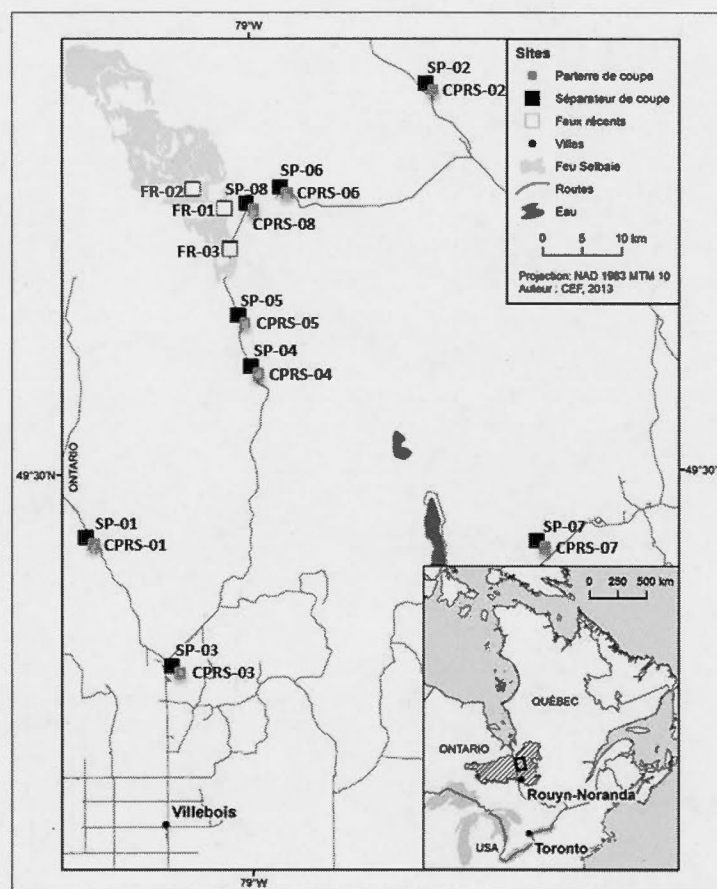 79°W
Sites
Parterre de coupe
Séparateur de coupe
Feux récents
Villes
Feu Selbaie
Routes
Eau
0 5 10 km
Projection: NAD 1983 MTM 10
Auteur : CEF, 2013
SP-02
CPRS-02
SP-06
CPRS-06
FR-02
SP-08
FR-01
CPRS-08
FR-03
SP-05
CPRS-05
SP-04
CPRS-04
49°30'N
49°30'N
ONTARIO
SP-01
CPRS-01
SP-07
CPRS-07
SP-03
CPRS-03
Villebois
0 250 500 km
QUÉBEC
ONTARIO
Rouyn-Noranda
USA
Toronto
79°W